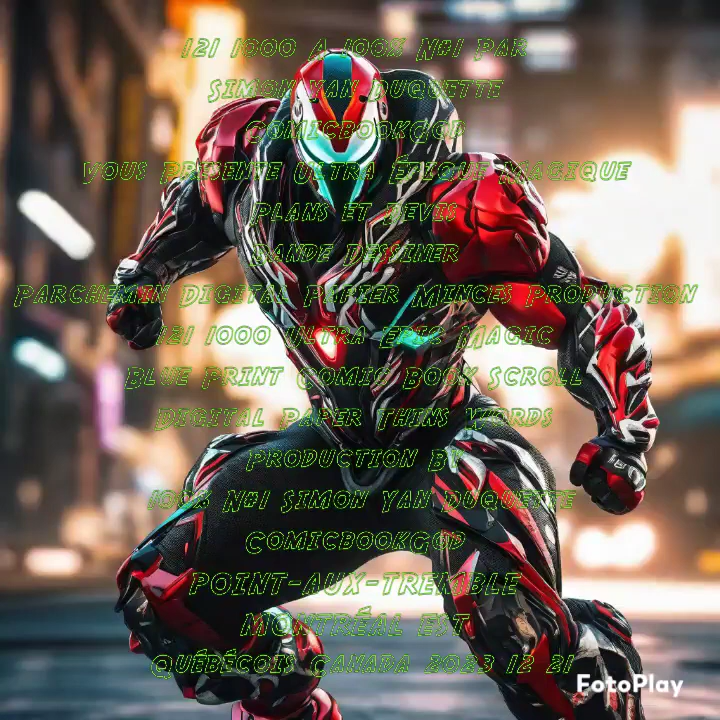 121 1000 A 100% N#1 PAR
SIMON YAN DUQUETTE
COMICBOOKGOD
VOUS PRESENTE ULTRA ÉPIQUE MAGIQUE
PLANS ET DEVIS
BANDE DESSINER
PARCHEMIN DIGITAL PAPIER MINCES PRODUCTION
121 1000 ULTRA EPIC MAGIC
BLUE PRINT COMIC BOOK SCROLL
DIGITAL PAPER THINS WORDS
PRODUCTION BY
100% N#1 SIMON YAN DUQUETTE
COMICBOOKGOD
POINT-AUX-TREMBLE
MONTRÉAL EST
QUÉBÉCOIS CANADA 2023 12 21
FotoPlay